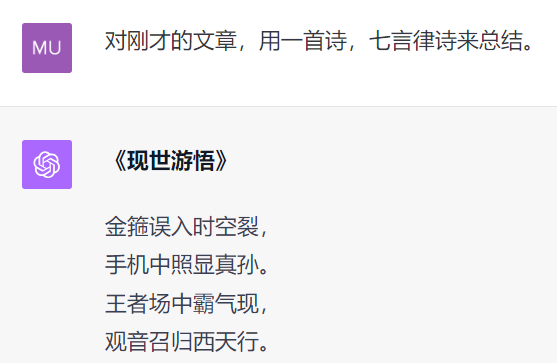 MU
对刚才的文章，用一首诗，七言律诗来总结。
《现世游悟》
金箍误入时空裂，
手机中照显真孙。
王者场中霸气现，
观音召归西天行。